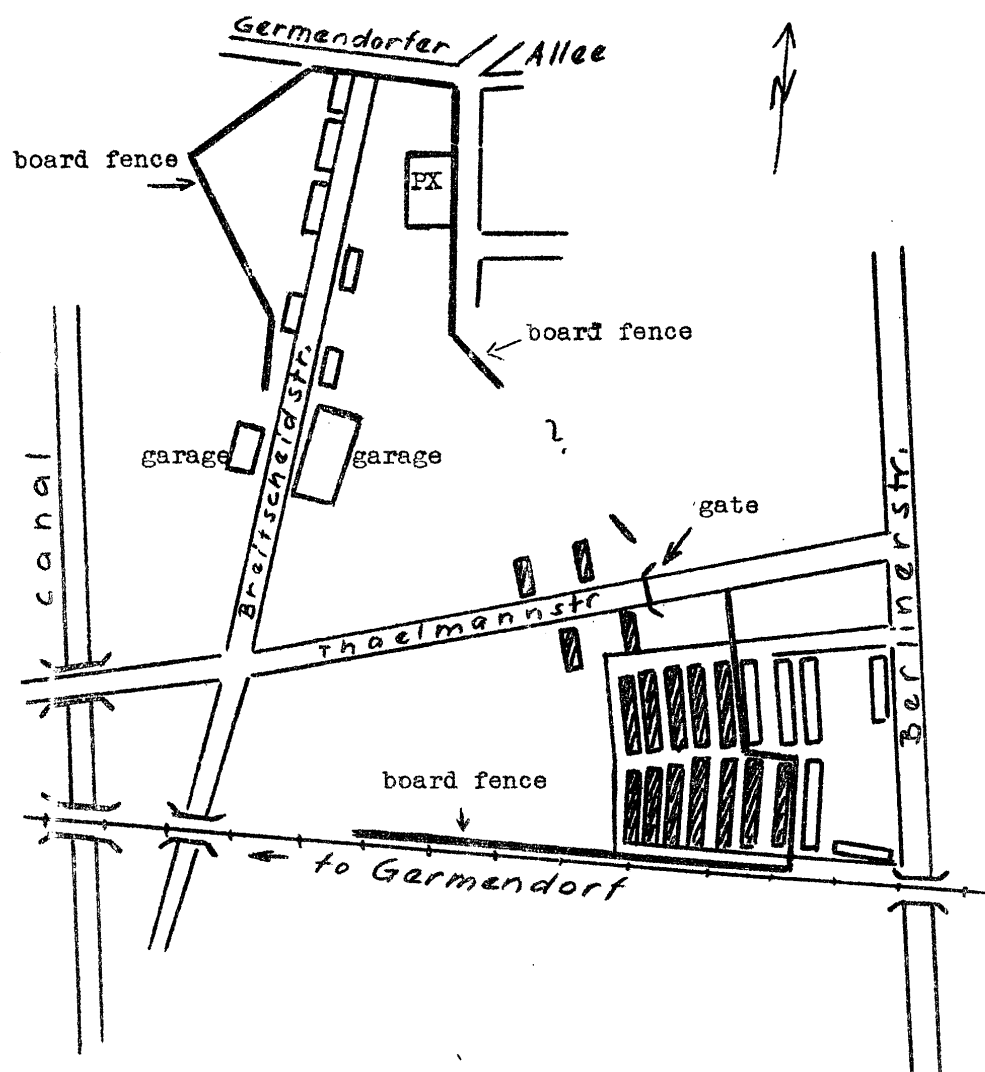 Germendorfer Allee
N
board fence
PX
board fence
?
garage
garage
gate
canal
Breitscheidstr.
Thaelmannstr
Berlinerstr.
board fence
to Germendorf